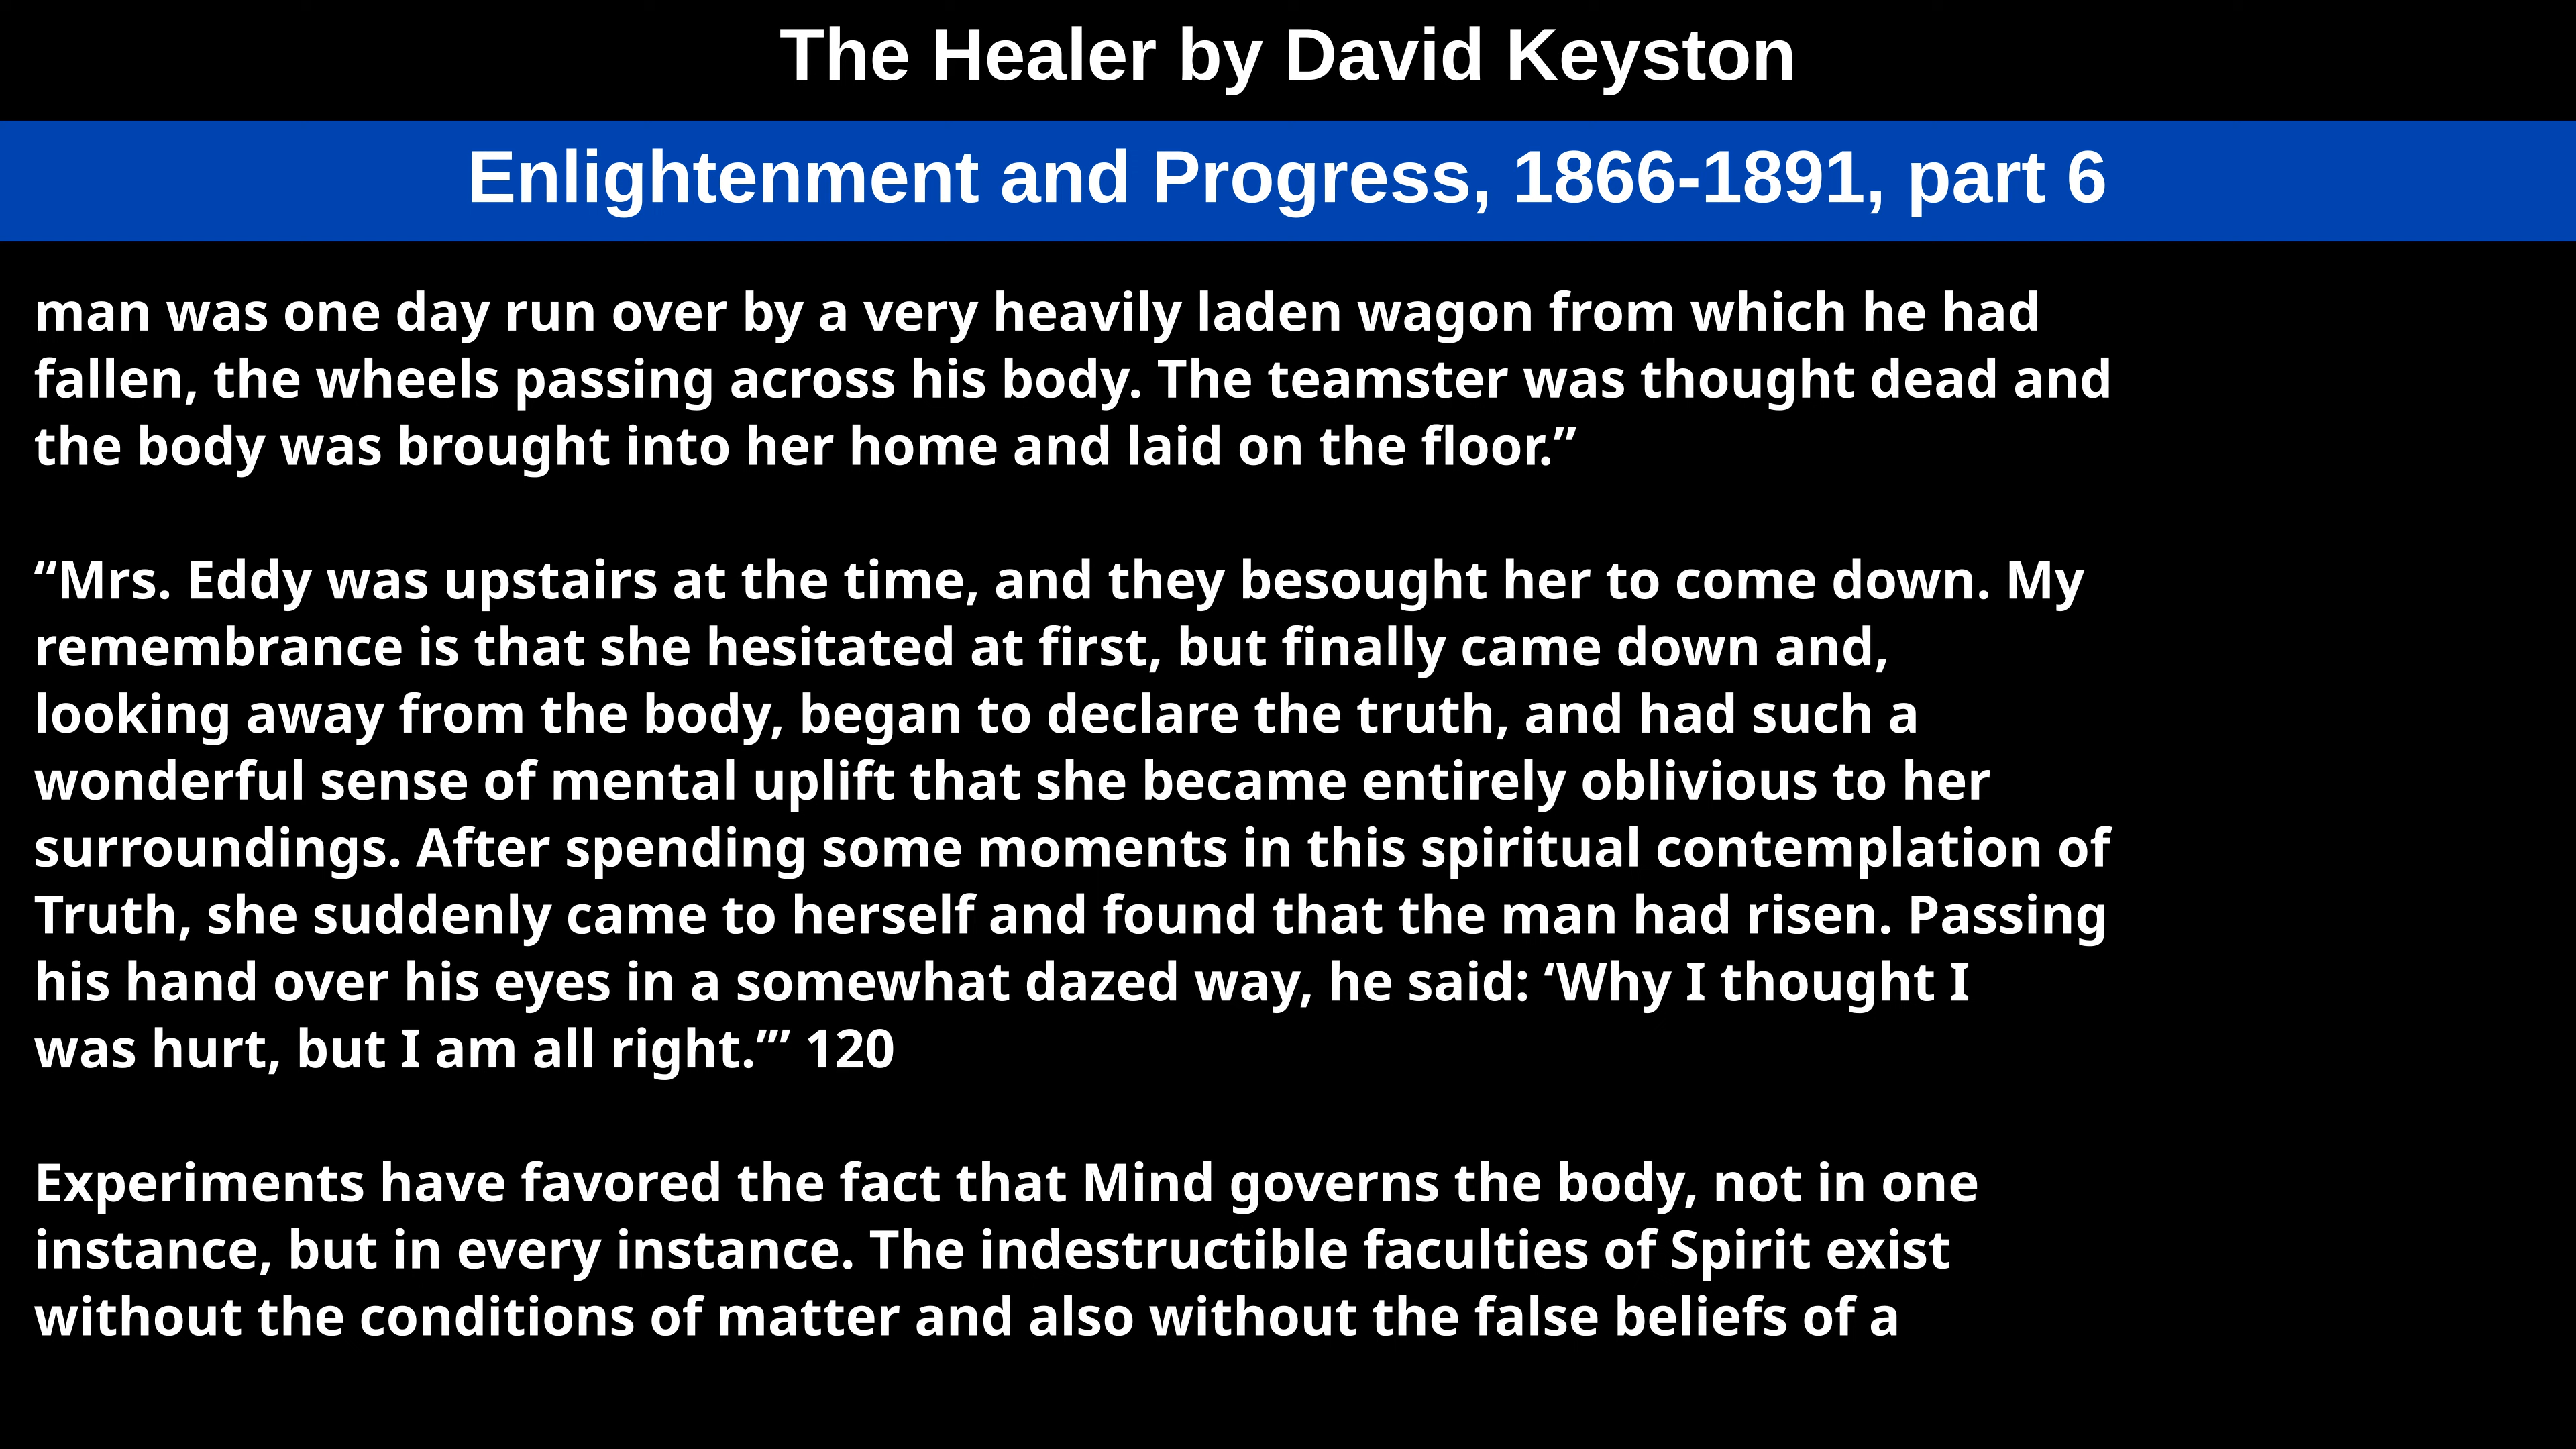 The Healer by David Keyston
Enlightenment and Progress, 1866-1891, part 6
man was one day run over by a very heavily laden wagon from which he had
fallen, the wheels passing across his body. The teamster was thought dead and
the body was brought into her home and laid on the floor.”
“Mrs. Eddy was upstairs at the time, and they besought her to come down. My
remembrance is that she hesitated at first, but finally came down and,
looking away from the body, began to declare the truth, and had such a
wonderful sense of mental uplift that she became entirely oblivious to her
surroundings. After spending some moments in this spiritual contemplation of
Truth, she suddenly came to herself and found that the man had risen. Passing
his hand over his eyes in a somewhat dazed way, he said: ‘Why I thought I
was hurt, but I am all right.’” 120
Experiments have favored the fact that Mind governs the body, not in one
instance, but in every instance. The indestructible faculties of Spirit exist
without the conditions of matter and also without the false beliefs of a